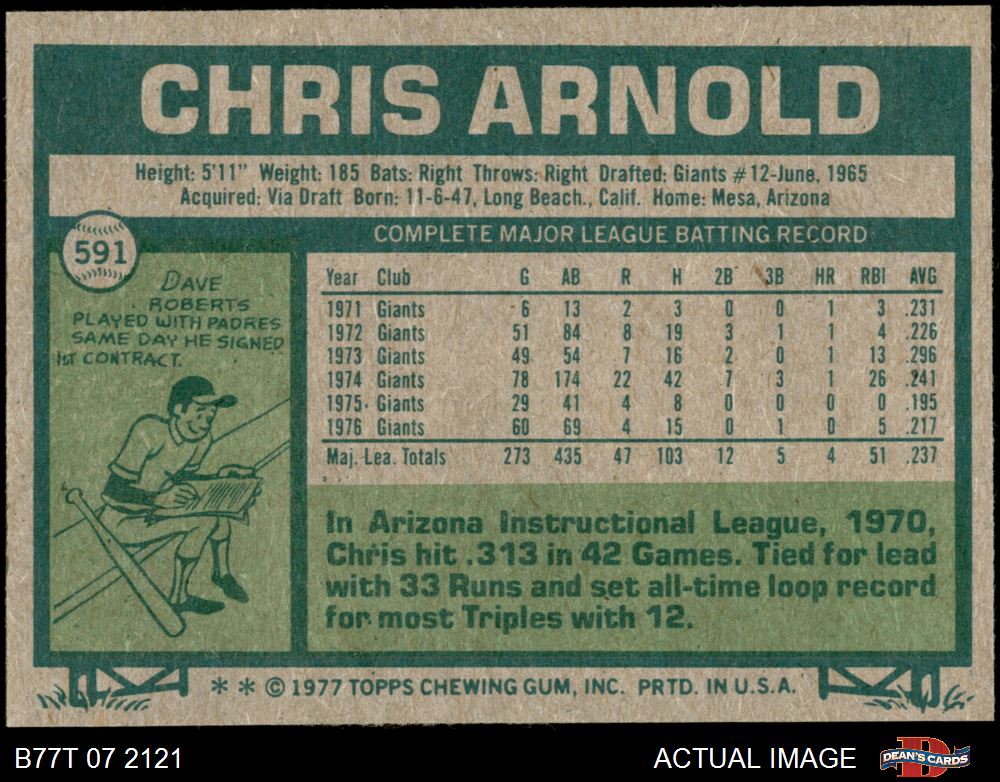 CHRIS ARNOLD
Height: 5'11" Weight: 185 Bats: Right Throws: Right Drafted: Giants #12-June, 1965
Acquired: Via Draft Born: 11-6-47, Long Beach., Calif. Home: Mesa, Arizona
591
COMPLETE MAJOR LEAGUE BATTING RECORD
DAVE
ROBERTS
PLAYED WITH PADRES
SAME DAY HE SIGNED
1st CONTRACT.
Year Club G AB R H 2B 3B HR RBI AVG
1971 Giants 6 13 2 3 0 0 1 3 .231
1972 Giants 51 84 8 19 3 1 1 4 .226
1973 Giants 49 54 7 16 2 0 1 13 .296
1974 Giants 78 174 22 42 7 3 1 26 .241
1975 Giants 29 41 4 8 0 0 0 0 .195
1976 Giants 60 69 4 15 0 1 0 5 .217
Maj. Lea. Totals 273 435 47 103 12 5 4 51 .237
In Arizona Instructional League, 1970,
Chris hit .313 in 42 Games. Tied for lead
with 33 Runs and set all-time loop record
for most Triples with 12.
* * © 1977 TOPPS CHEWING GUM, INC. PRTD. IN U.S.A.
B77T 07 2121 ACTUAL IMAGE DEAN'S CARDS